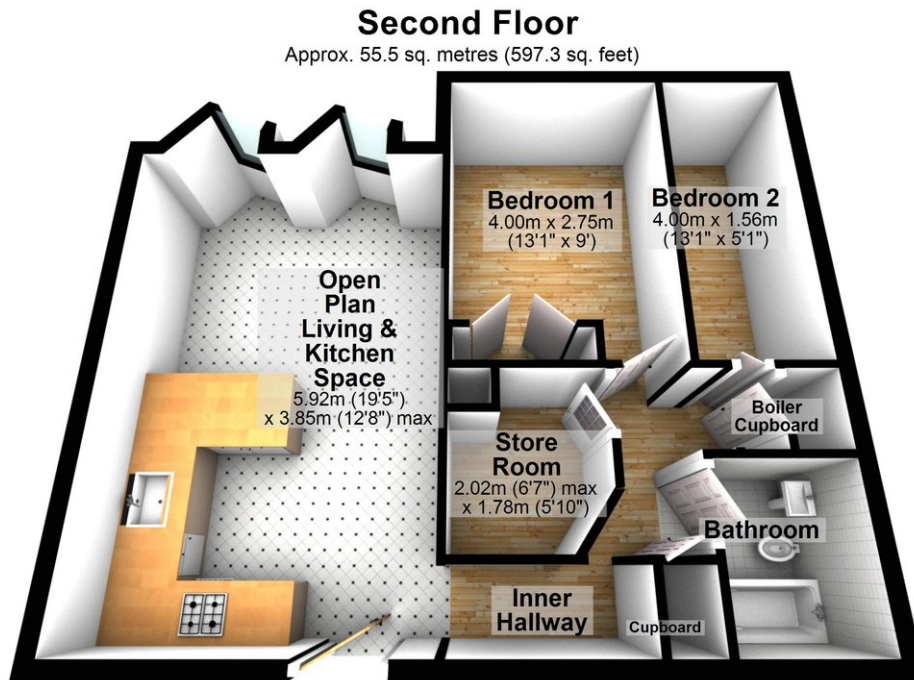 Second Floor
Approx. 55.5 sq. metres (597.3 sq. feet)
Bedroom 1
4.00m x 2.75m
(13'1" x 9')
Bedroom 2
4.00m x 1.56m
(13'1" x 5'1")
Open
Plan
Living &
Kitchen
Space
5.92m (19'5")
x 3.85m (12'8") max
Store
Room
2.02m (6'7") max
x 1.78m (5'10")
Boiler
Cupboard
Bathroom
Inner
Hallway
Cupboard